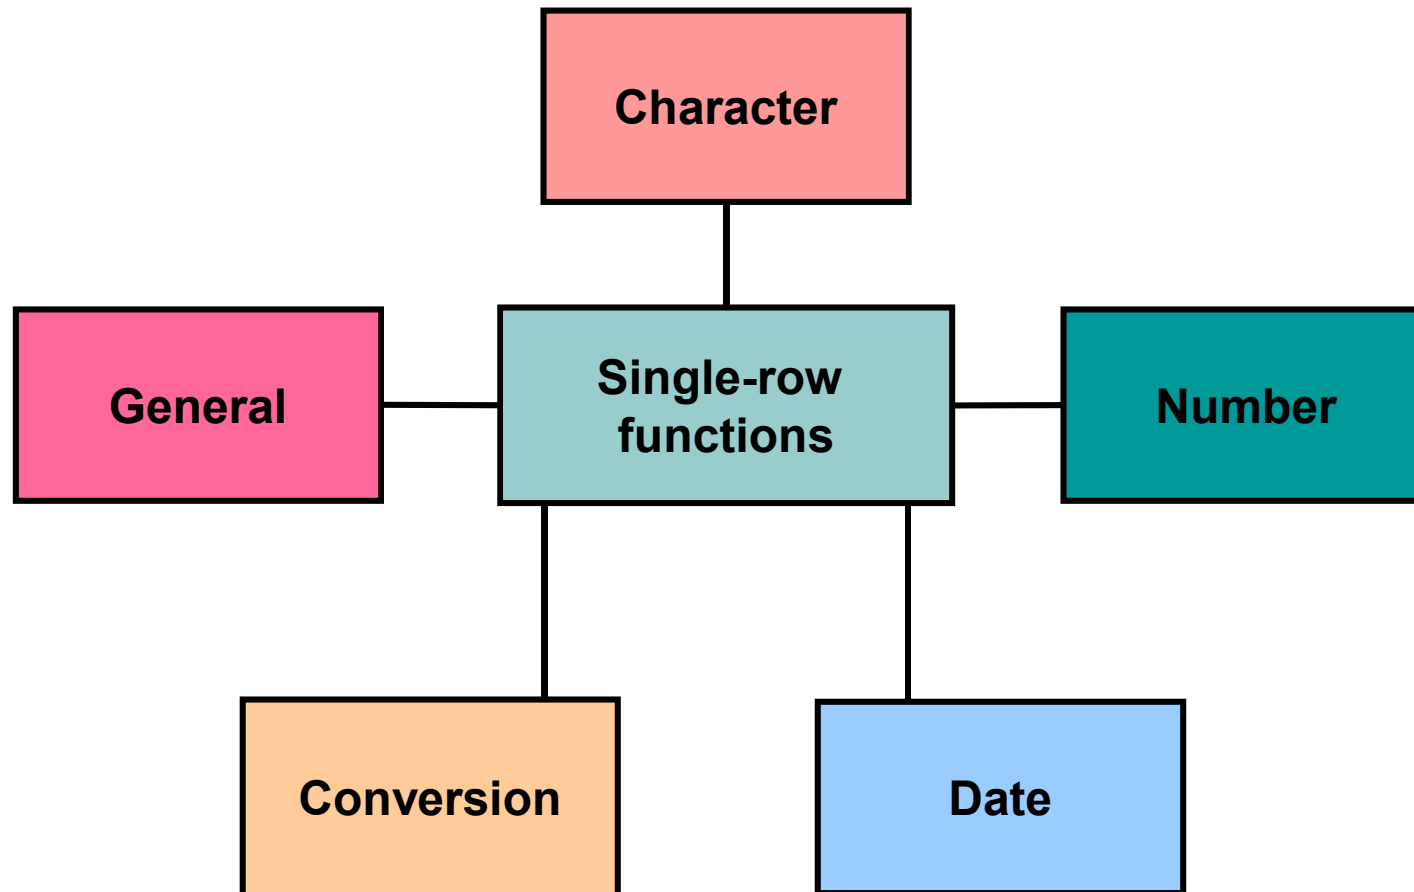 Character
General
Single-row
functions
Number
Conversion
Date